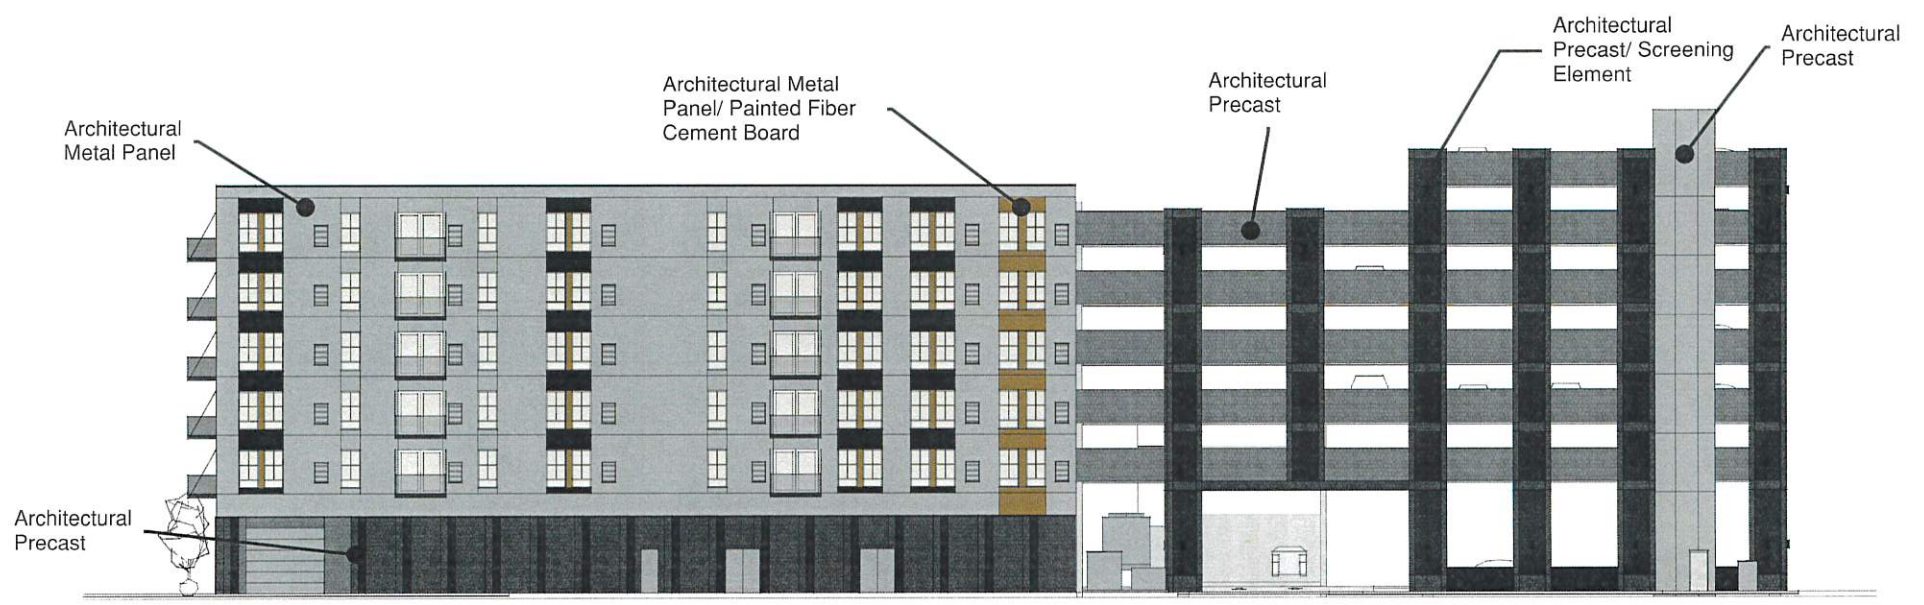 Architectural
Metal Panel
Architectural Metal
Panel/ Painted Fiber
Cement Board
Architectural
Precast
Architectural
Precast/ Screening
Element
Architectural
Precast
Architectural
Precast